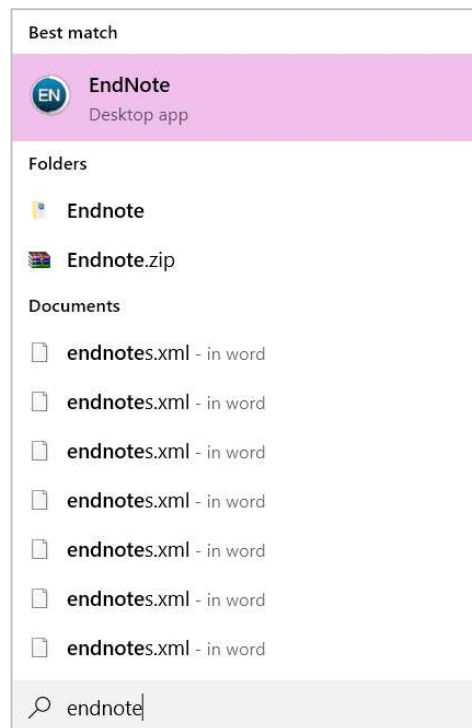 Best match
EN
EndNote
Desktop app
Folders
Endnote
Endnote.zip
Documents
endnotes.xml - in word
endnotes.xml - in word
endnotes.xml - in word
endnotes.xml - in word
endnotes.xml - in word
endnotes.xml - in word
endnotes.xml - in word
endnote